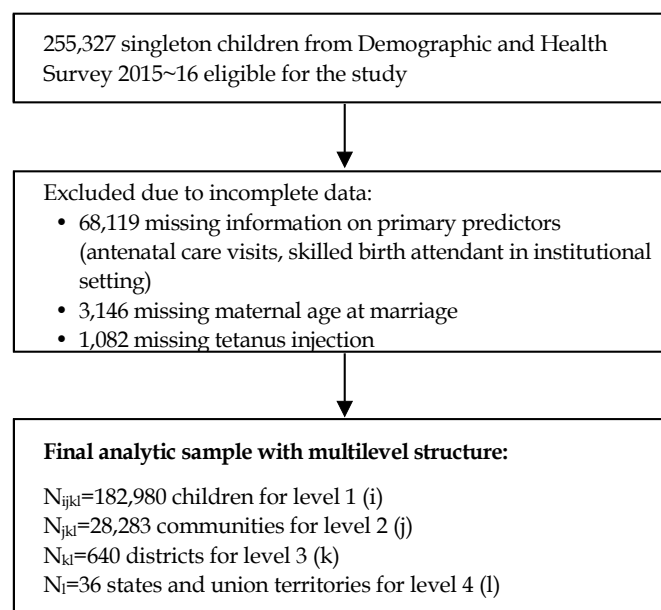 255,327 singleton children from Demographic and Health
Survey 2015~16 eligible for the study
Excluded due to incomplete data:
• 68,119 missing information on primary predictors
(antenatal care visits, skilled birth attendant in institutional
setting)
• 3,146 missing maternal age at marriage
• 1,082 missing tetanus injection
Final analytic sample with multilevel structure:
Nijkl=182,980 children for level 1 (i)
Njkl=28,283 communities for level 2 (j)
Nkl=640 districts for level 3 (k)
Nl=36 states and union territories for level 4 (l)